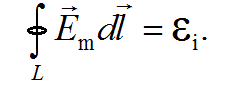 ∮_L E⃗_m dl⃗ = ε_i.